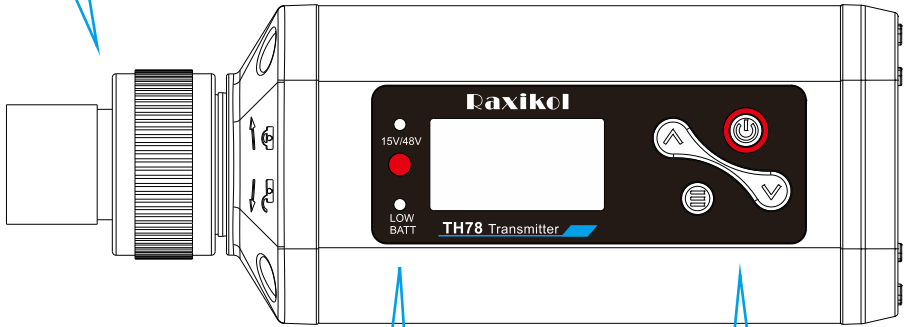 Raxikol
15V/48V
LOW
BATT
TH78 Transmitter